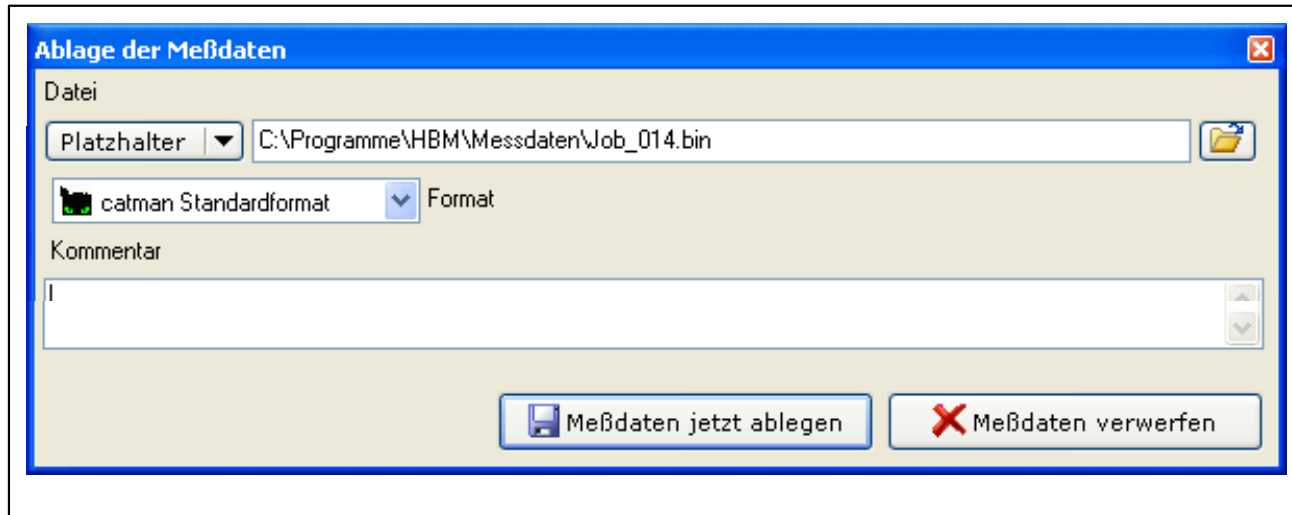 Ablage der Meßdaten
Datei
Platzhalter C:\Programme\HBM\Messdaten\Job_014.bin
catman Standardformat Format
Kommentar
Meßdaten jetzt ablegen Meßdaten verwerfen